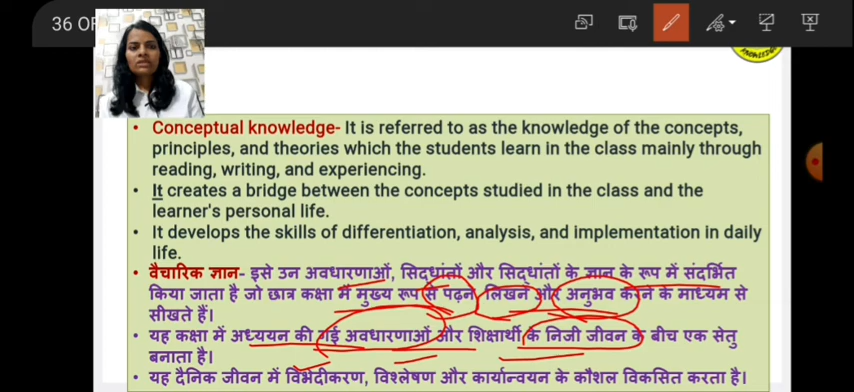 36 OF
KNOWLEDG
Conceptual knowledge- It is referred to as the knowledge of the concepts,
principles, and theories which the students learn in the class mainly through
reading, writing, and experiencing.
It creates a bridge between the concepts studied in the class and the
learner's personal life.
It develops the skills of differentiation, analysis, and implementation in daily
life.
वैचारिक ज्ञान- इसे उन अवधारणाओं, सिद्धांतों और सिद्धांतों के ज्ञान के रूप में संदर्भित
किया जाता है जो छात्र कक्षा में मुख्य रूप से पढ़ने लिखने और अनुभव करने के माध्यम से
सीखते हैं।
यह कक्षा में अध्ययन की गई अवधारणाओं और शिक्षार्थी के निजी जीवन के बीच एक सेतु
बनाता है।
यह दैनिक जीवन में विभेदीकरण, विश्लेषण और कार्यान्वयन के कौशल विकसित करता है।